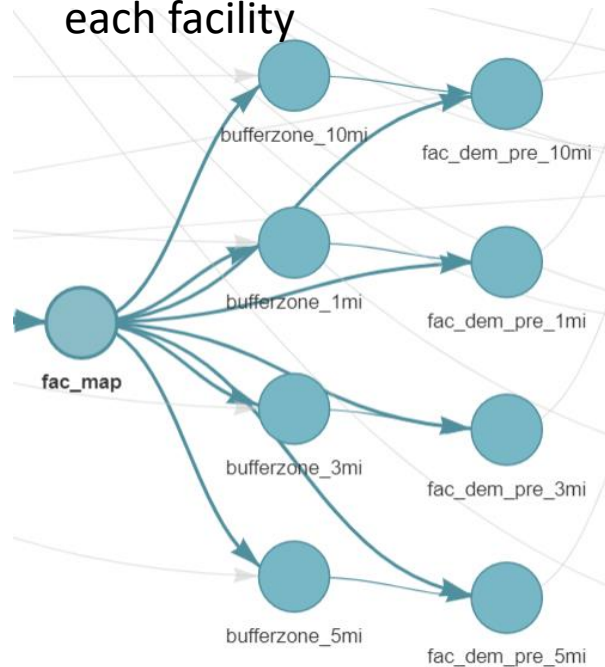 each facility
bufferzone_10mi
fac_dem_pre_10mi
bufferzone_1mi
fac_dem_pre_1mi
fac_map
bufferzone_3mi
fac_dem_pre_3mi
bufferzone_5mi
fac_dem_pre_5mi